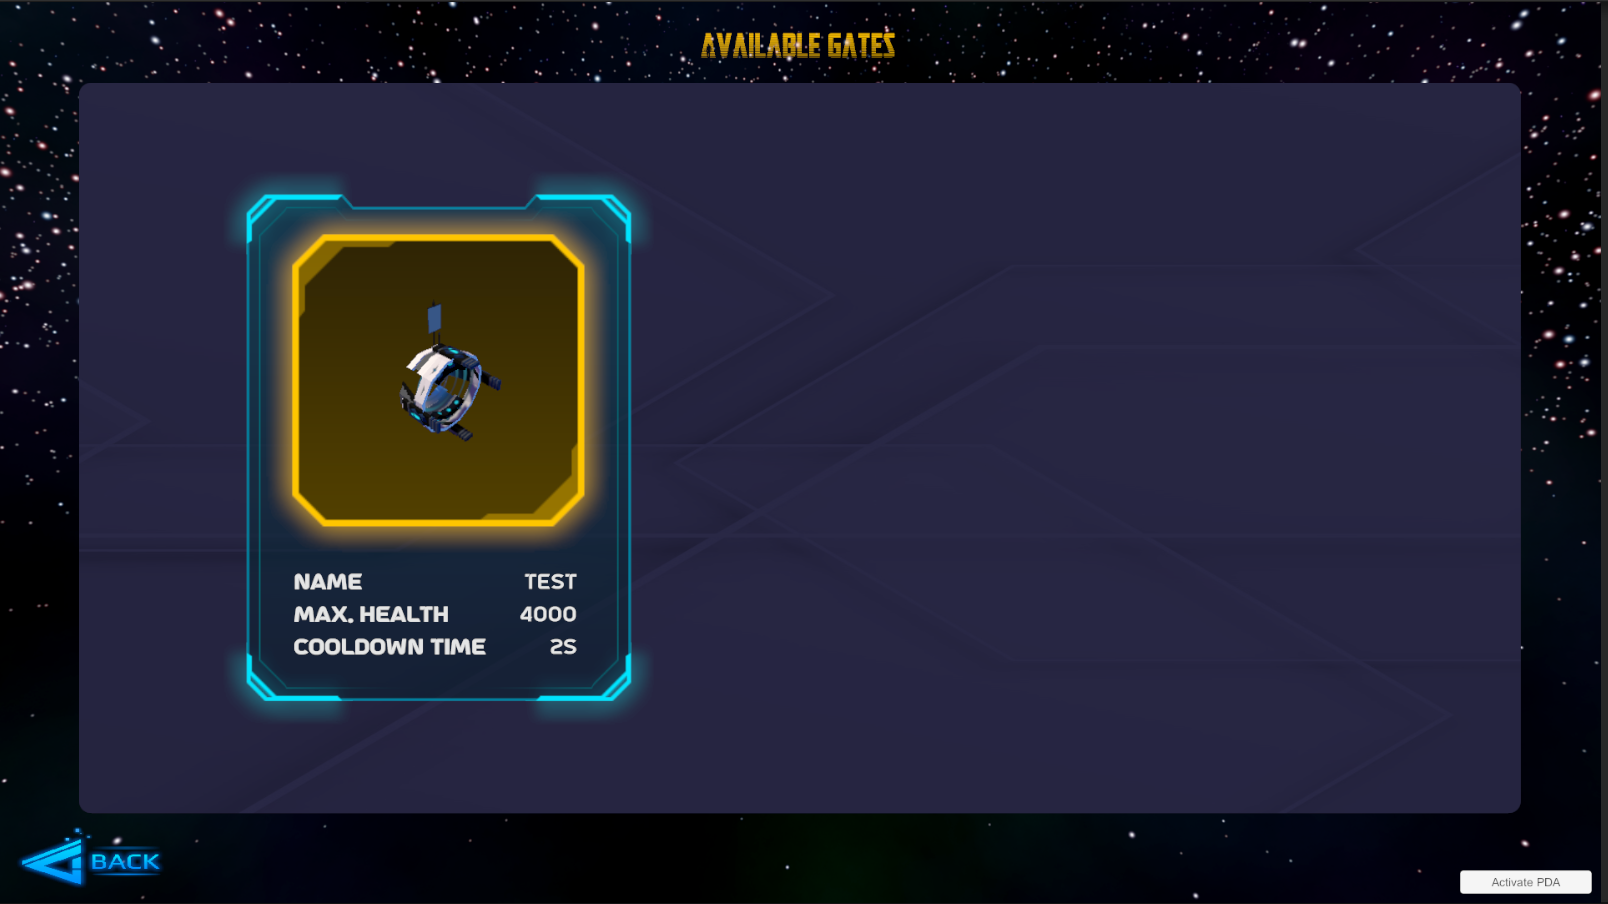 AVAILABLE GATES
NAME TEST
MAX. HEALTH 4000
COOLDOWN TIME 2S
BACK
Activate PDA